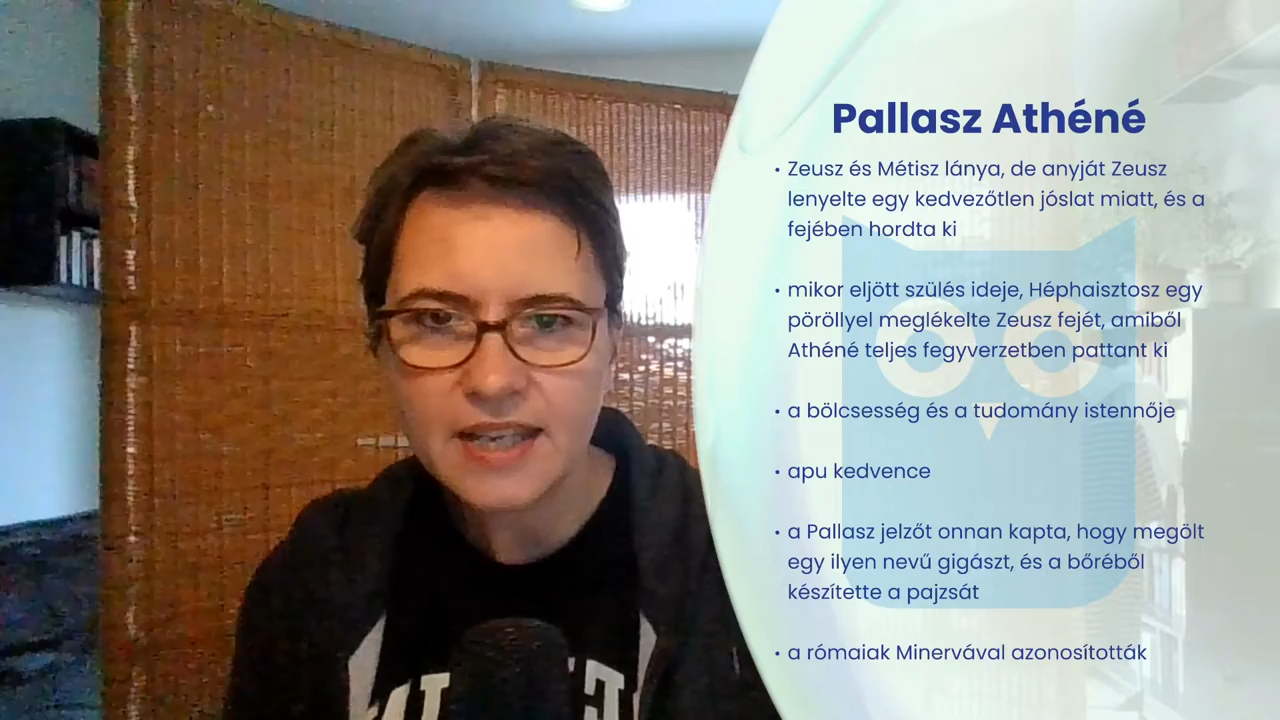 Pallasz Athéné
• Zeusz és Métisz lánya, de anyját Zeusz
lenyelte egy kedvezőtlen jóslat miatt, és a
fejében hordta ki
• mikor eljött szülés ideje, Héphaisztosz egy
pöröllyel meglékelte Zeusz fejét, amiből
Athéné teljes fegyverzetben pattant ki
• a bölcsesség és a tudomány istennője
• apu kedvence
• a Pallasz jelzőt onnan kapta, hogy megölt
egy ilyen nevű gigászt, és a bőréből
készítette a pajzsát
• a rómaiak Minervával azonosították